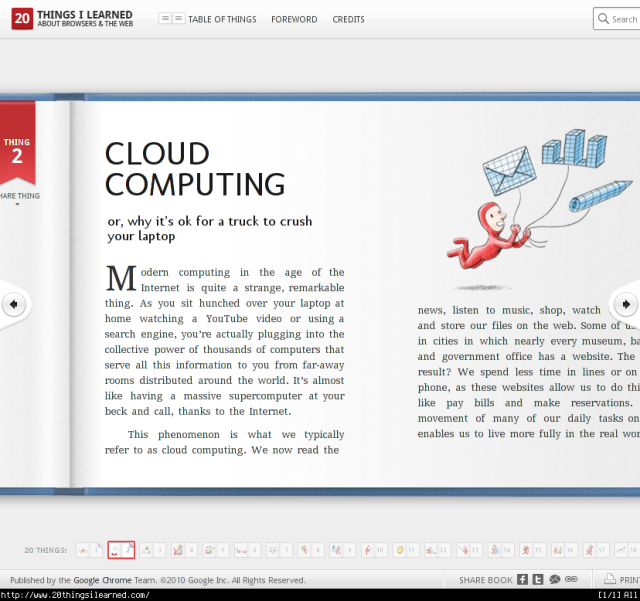 20 THINGS I LEARNED
ABOUT BROWSERS & THE WEB
TABLE OF THINGS
FOREWORD
CREDITS
Search
THING
2
HARE THING
CLOUD
COMPUTING
or, why it's ok for a truck to crush
your laptop
Modern computing in the age of the
Internet is quite a strange, remarkable
thing. As you sit hunched over your laptop at
home watching a YouTube video or using a
search engine, you're actually plugging into the
collective power of thousands of computers that
serve all this information to you from far-away
rooms distributed around the world. It's almost
like having a massive supercomputer at your
beck and call, thanks to the Internet.
This phenomenon is what we typically
refer to as cloud computing. We now read the
news, listen to music, shop, watch
and store our files on the web. Some of us
in cities in which nearly every museum, ba
and government office has a website. The
result? We spend less time in lines or on
phone, as these websites allow us to do thi
like pay bills and make reservations.
movement of many of our daily tasks on
enables us to live more fully in the real wor
20 THINGS:
1 2 3 4 5 6 7 8 9 10 11 12 13 14 15 16 17 18
Published by the Google Chrome Team. ©2010 Google Inc. All Rights Reserved.
SHARE BOOK
PRIN
http://www.20thingsilearned.com/
[1/1] All